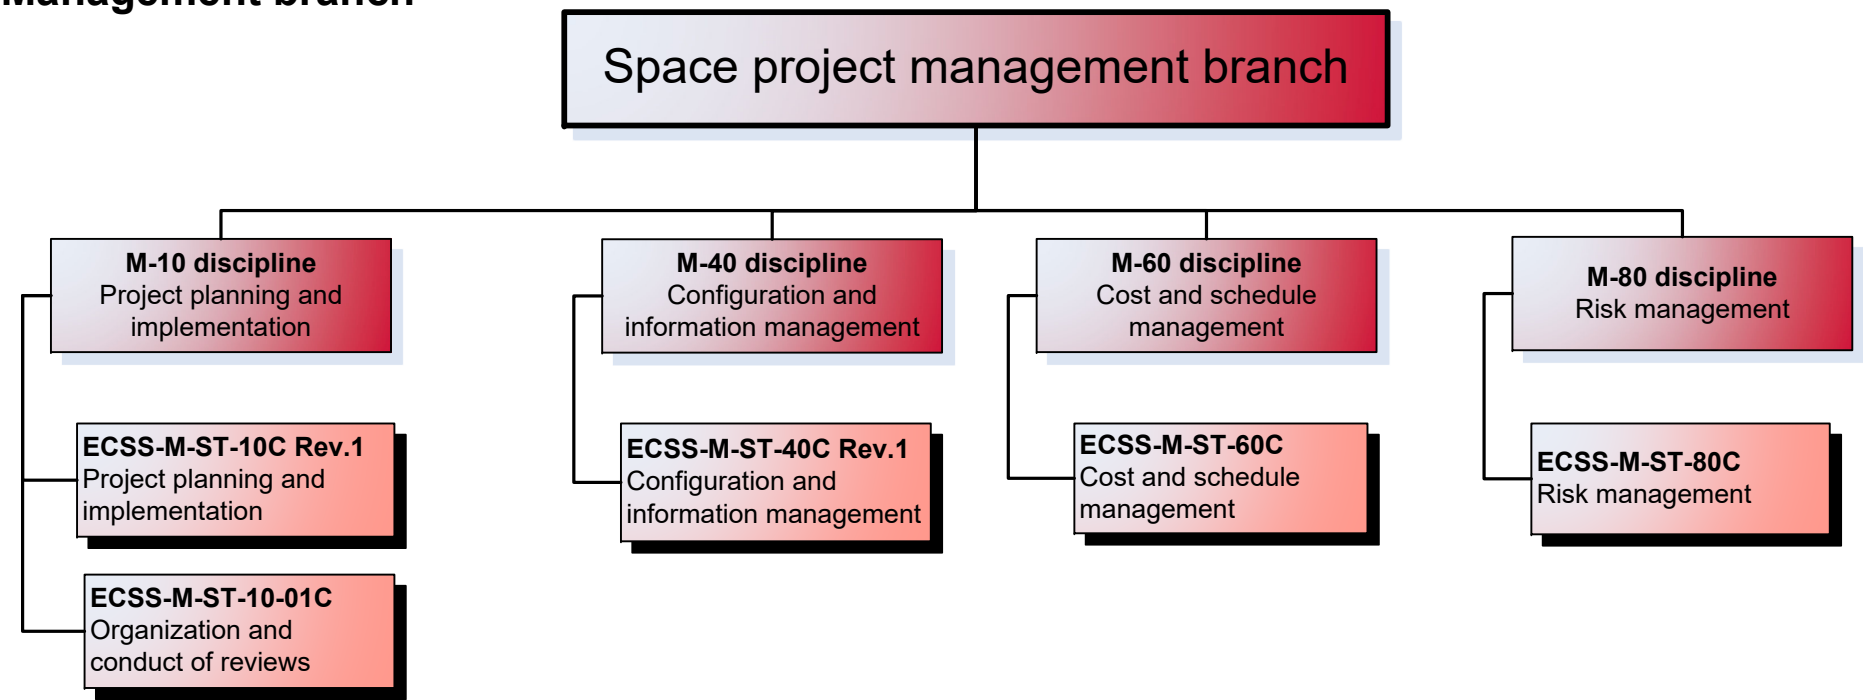 Management branch
Space project management branch
M-10 discipline
Project planning and
implementation
M-40 discipline
Configuration and
information management
M-60 discipline
Cost and schedule
management
M-80 discipline
Risk management
ECSS-M-ST-10C Rev.1
Project planning and
implementation
ECSS-M-ST-40C Rev.1
Configuration and
information management
ECSS-M-ST-60C
Cost and schedule
management
ECSS-M-ST-80C
Risk management
ECSS-M-ST-10-01C
Organization and
conduct of reviews